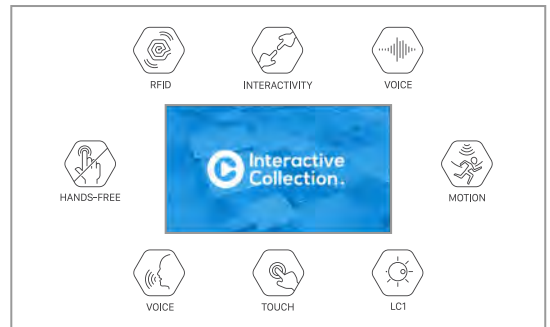 RFID
INTERACTIVITY
VOICE
Interactive
Collection.
HANDS-FREE
MOTION
VOICE
TOUCH
LC1